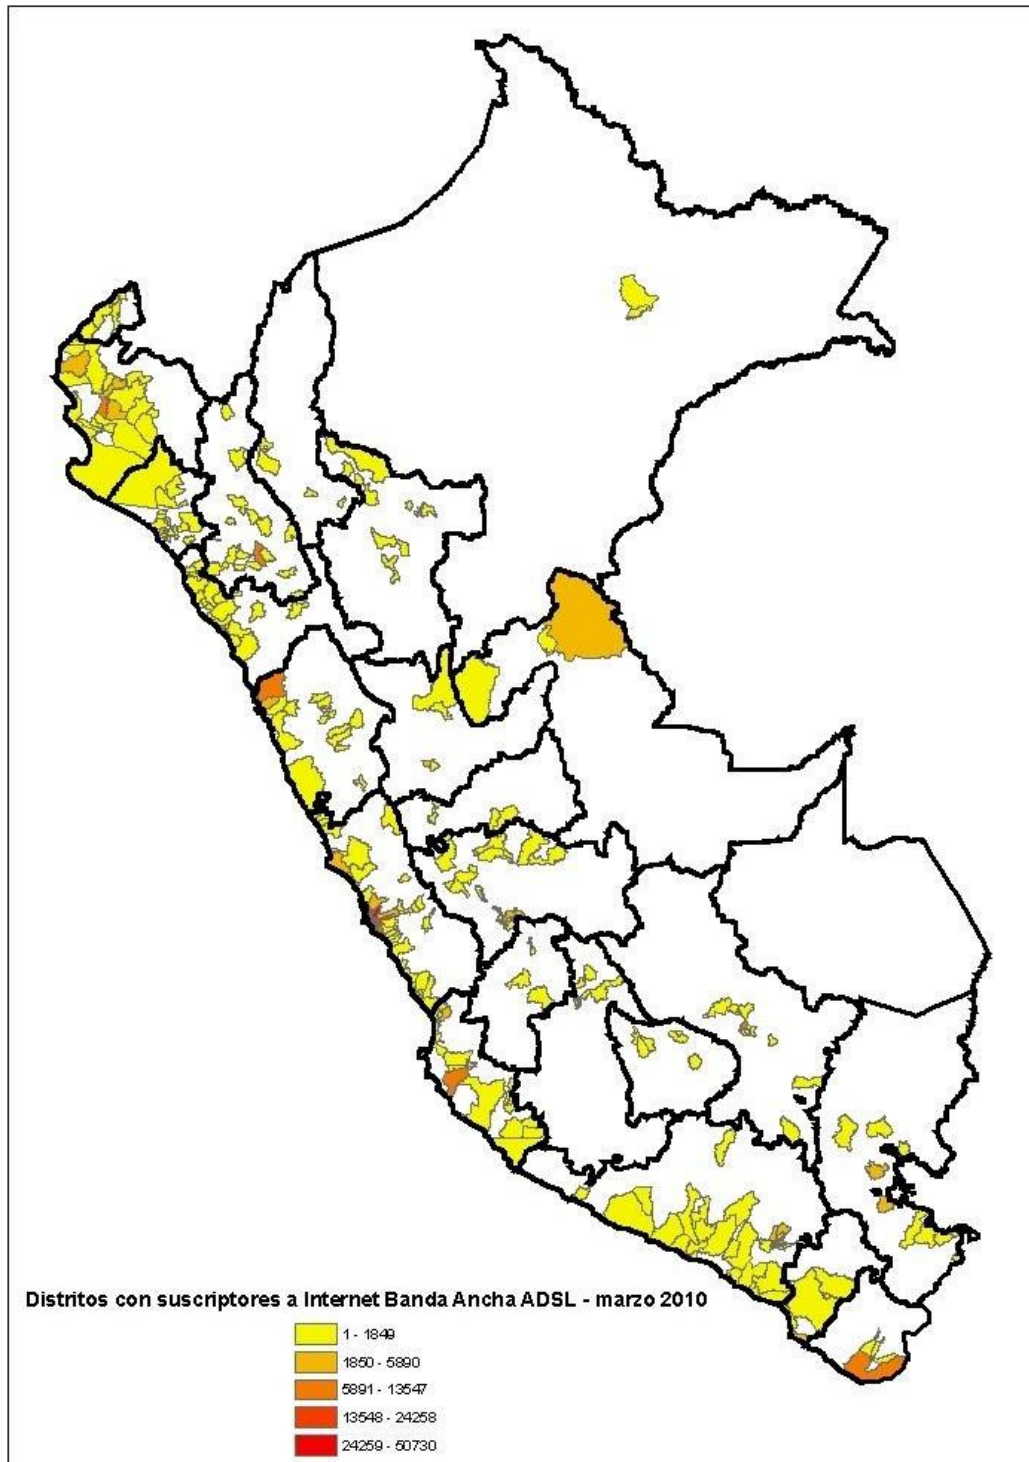 Distritos con suscriptores a Internet Banda Ancha ADSL - marzo 2010
1 - 1849
1850 - 5890
5891 - 13547
13548 - 24258
24259 - 50730